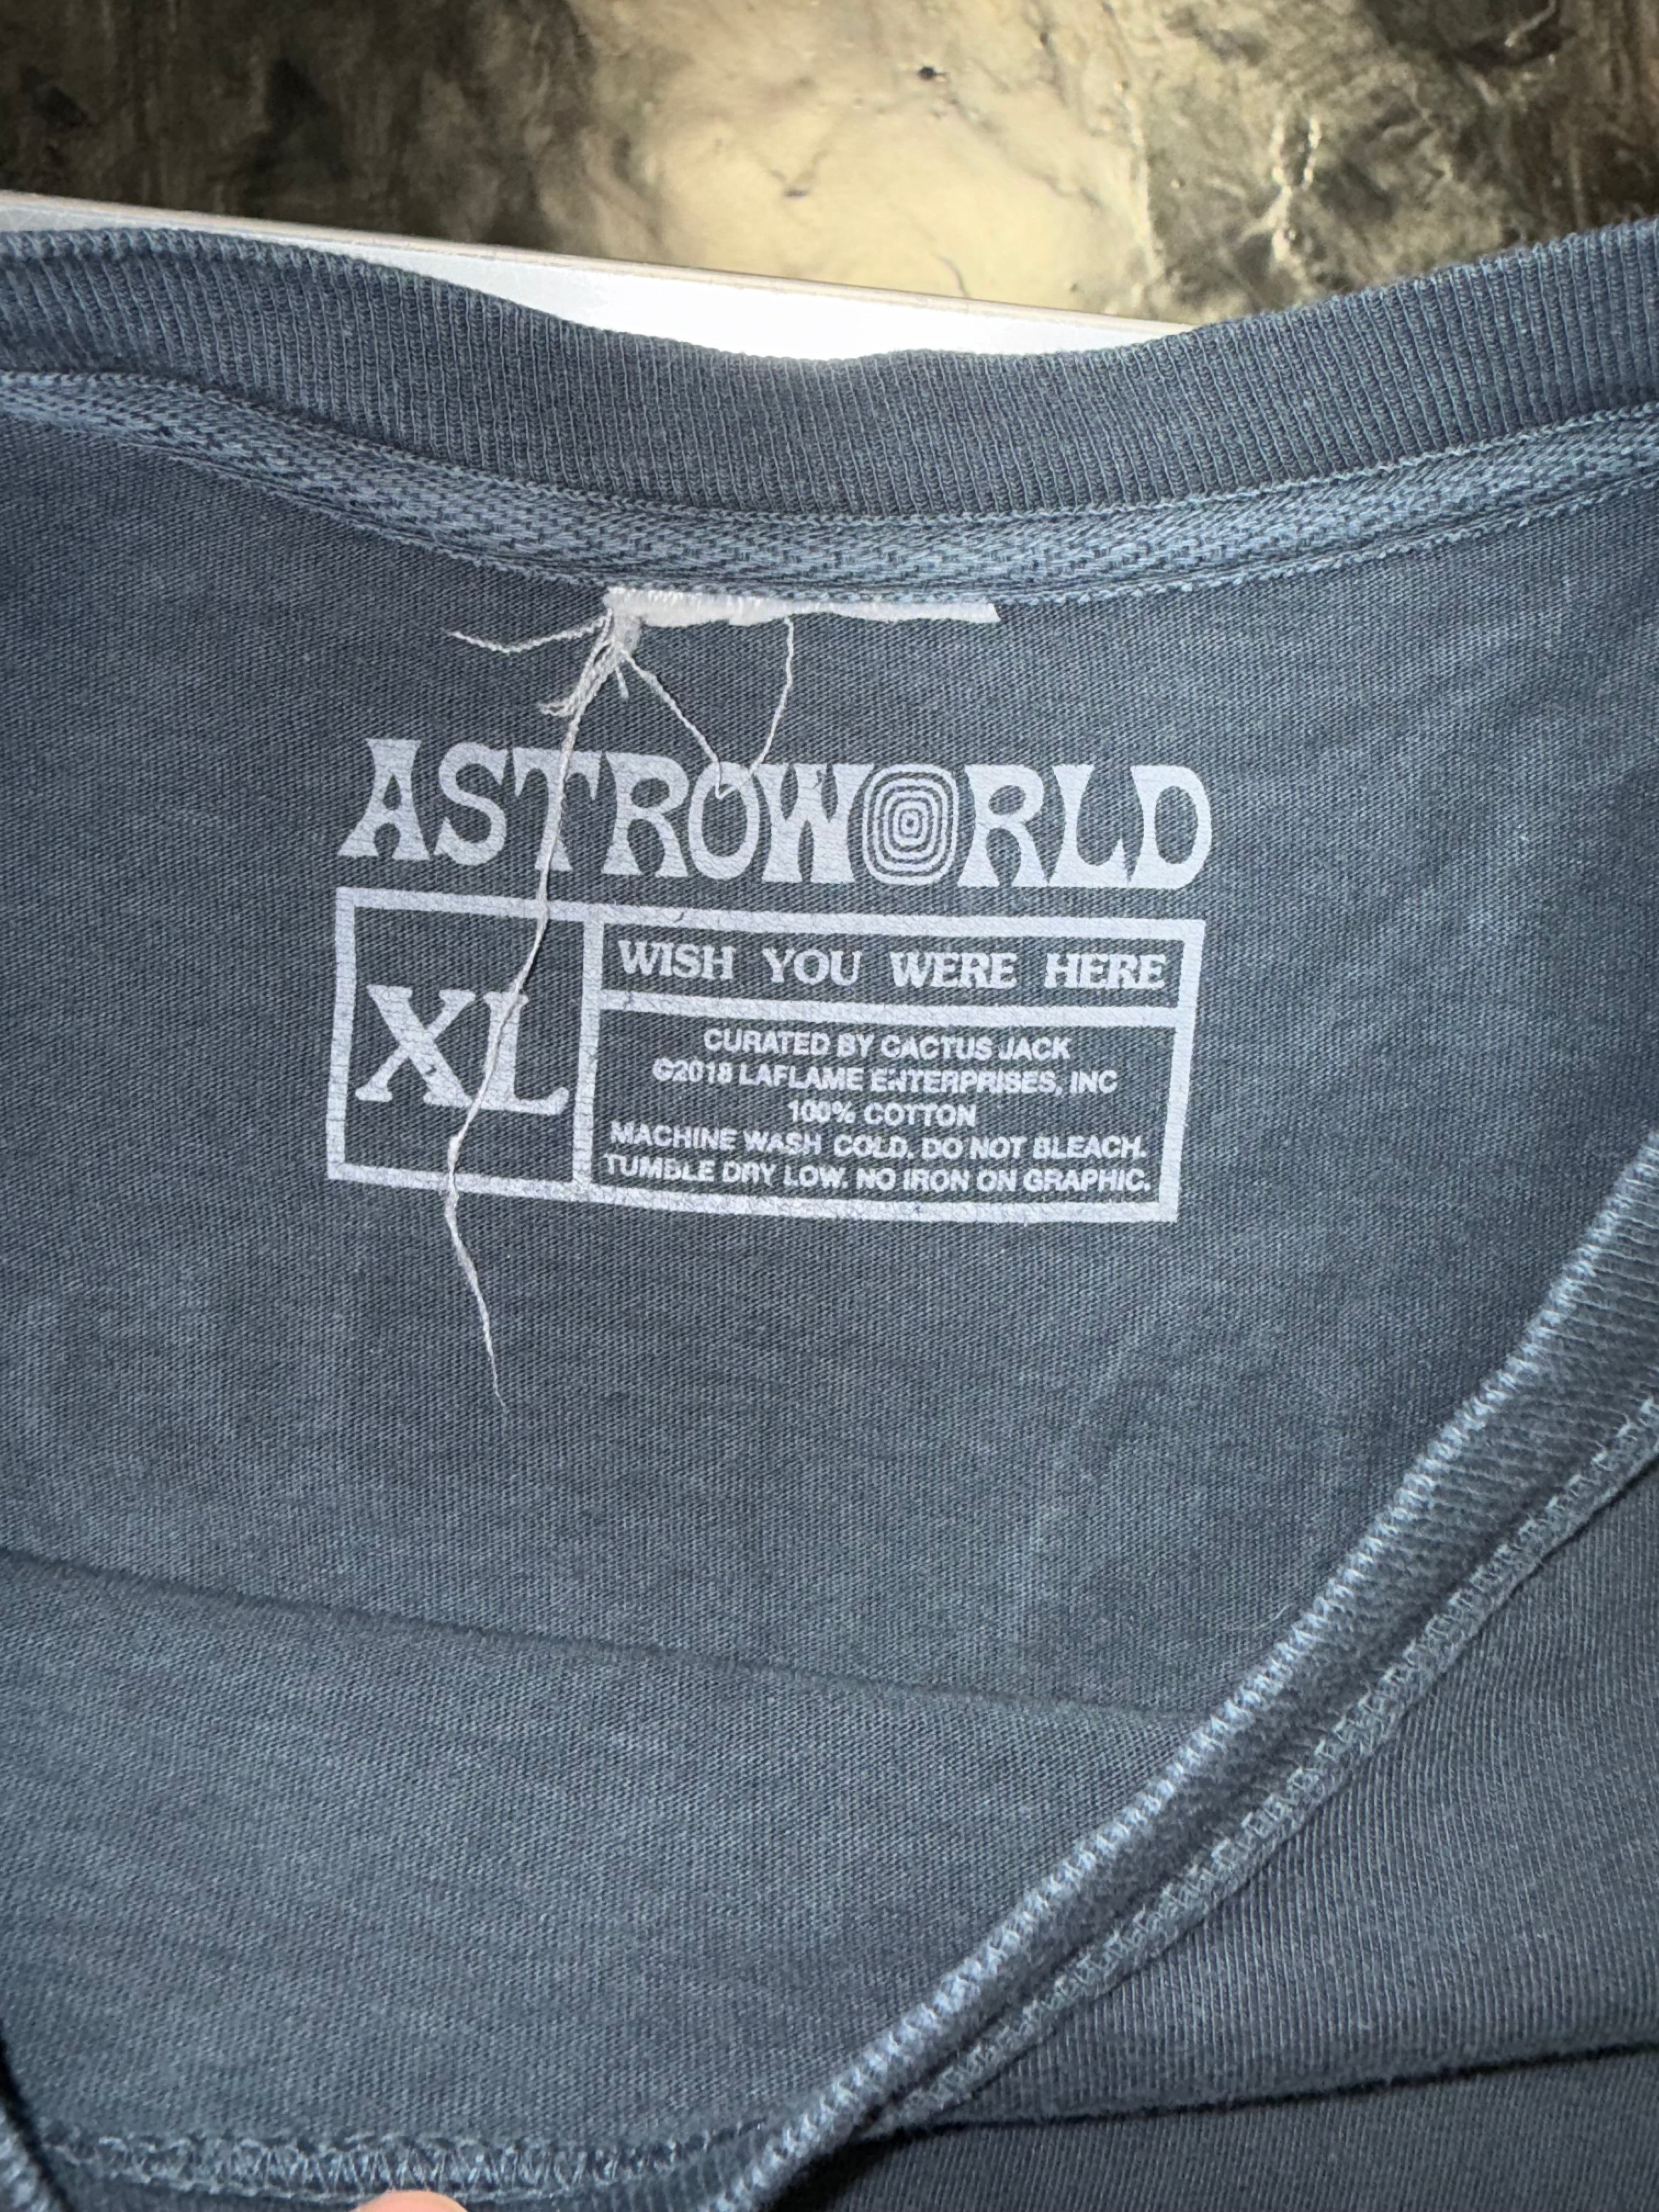 ASTROWORLD
XL
WISH YOU WERE HERE
CURATED BY CACTUS JACK
©2018 LAFLAME ENTERPRISES, INC
100% COTTON
MACHINE WASH COLD. DO NOT BLEACH.
TUMBLE DRY LOW. NO IRON ON GRAPHIC.